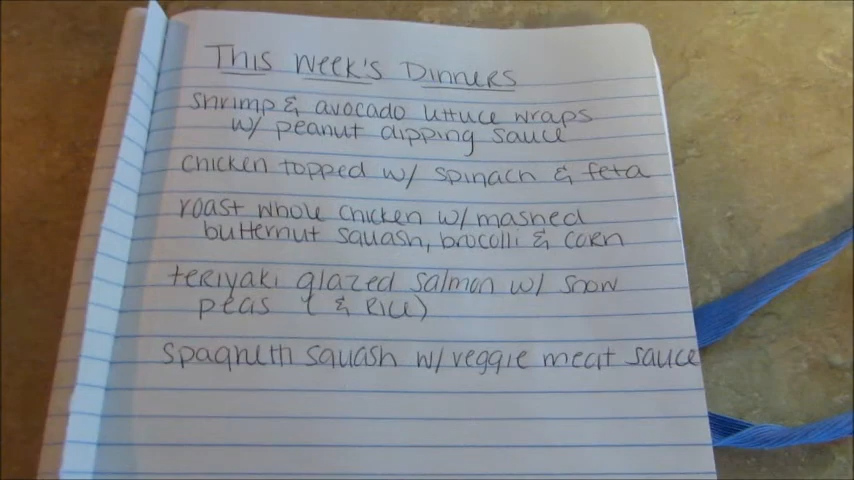 This Week's Dinners
shrimp & avocado lettuce wraps
w/ peanut dipping sauce
chicken topped w/ spinach & feta
roast whole chicken w/ mashed
butternut squash, brocolli & corn
teriyaki glazed salmon w/ snow
peas (& Rice)
spaghetti squash w/ veggie meat sauce